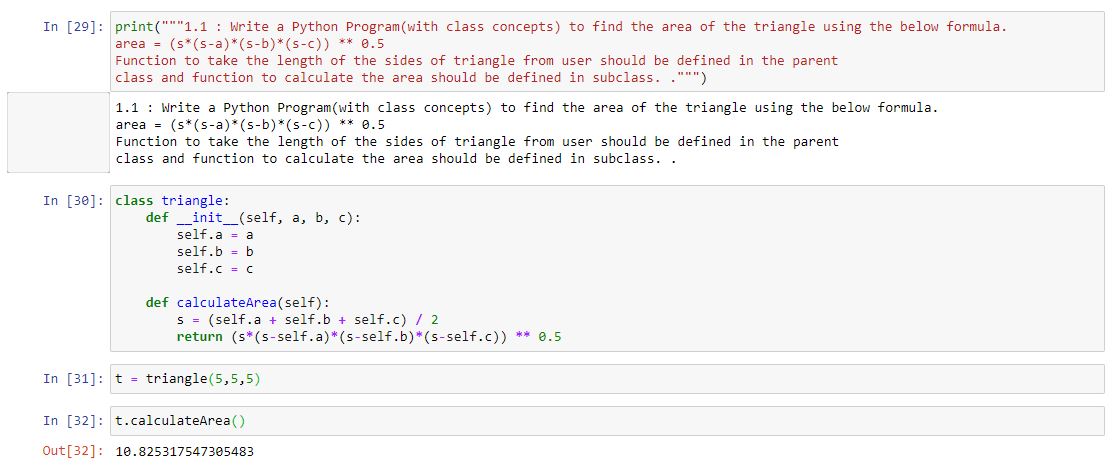 In [29]: print("""1.1 : Write a Python Program(with class concepts) to find the area of the triangle using the below formula.
area = (s*(s-a)*(s-b)*(s-c)) ** 0.5
Function to take the length of the sides of triangle from user should be defined in the parent
class and function to calculate the area should be defined in subclass. .""")
1.1 : Write a Python Program(with class concepts) to find the area of the triangle using the below formula.
area = (s*(s-a)*(s-b)*(s-c)) ** 0.5
Function to take the length of the sides of triangle from user should be defined in the parent
class and function to calculate the area should be defined in subclass. .
In [30]: class triangle:
    def __init__(self, a, b, c):
        self.a = a
        self.b = b
        self.c = c
    def calculateArea(self):
        s = (self.a + self.b + self.c) / 2
        return (s*(s-self.a)*(s-self.b)*(s-self.c)) ** 0.5
In [31]: t = triangle(5,5,5)
In [32]: t.calculateArea()
Out[32]: 10.825317547305483